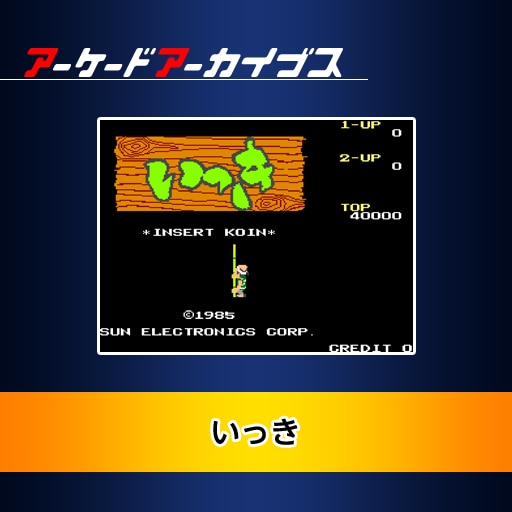 アーケードアーカイブス
1-UP
0
2-UP
0
TOP
40000
いっき
*INSERT KOIN*
©1985
SUN ELECTRONICS CORP.
CREDIT 0
いっき